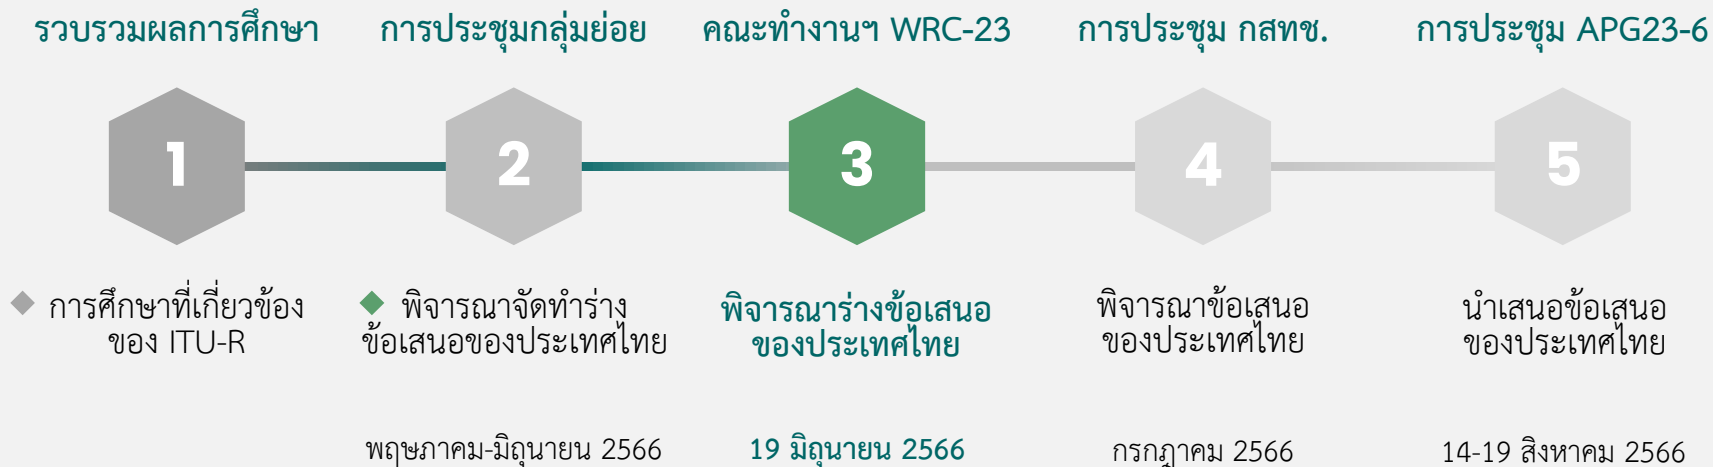 รวบรวมผลการศึกษา
การประชุมกลุ่มย่อย
คณะทำงานฯ WRC-23
การประชุม กสทช.
การประชุม APG23-6
1
2
3
4
5
การศึกษาที่เกี่ยวข้อง
ของ ITU-R
พิจารณาจัดทำร่าง
ข้อเสนอของประเทศไทย
พิจารณาร่างข้อเสนอ
ของประเทศไทย
พิจารณาข้อเสนอ
ของประเทศไทย
นำเสนอข้อเสนอ
ของประเทศไทย
พฤษภาคม-มิถุนายน 2566
19 มิถุนายน 2566
กรกฎาคม 2566
14-19 สิงหาคม 2566